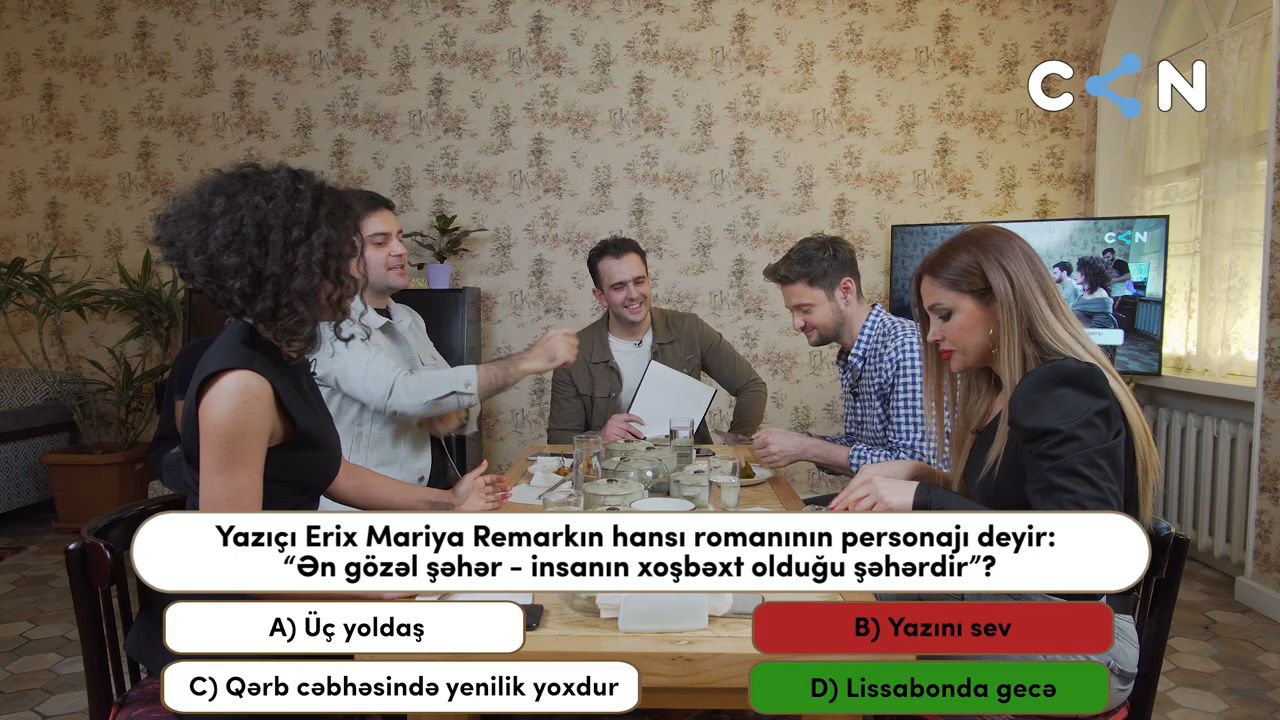 C N
C N
Yazıçı Erix Mariya Remarkın hansı romanının personajı deyir:
“Ən gözəl şəhər - insanın xoşbəxt olduğu şəhərdir”?
A) Üç yoldaş
B) Yazını sev
C) Qərb cəbhəsində yenilik yoxdur
D) Lissabonda gecə